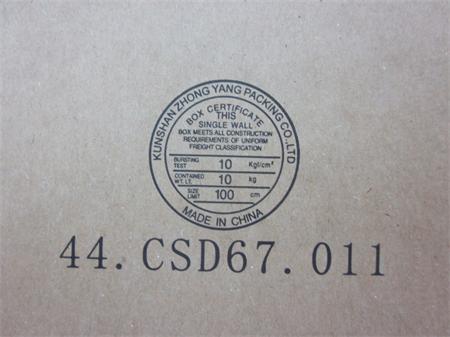 KUNSHAN ZHONG YANG PACKING CO.,LTD
BOX CERTIFICATE
THIS
SINGLE WALL
BOX MEETS ALL CONSTRUCTION
REQUIREMENTS OF UNIFORM
FREIGHT CLASSIFICATION
BURSTING TEST 10 Kgf/cm²
CONTAINED WT. LT. 10 kg
SIZE LIMIT 100 cm
MADE IN CHINA
44.CSD67.011